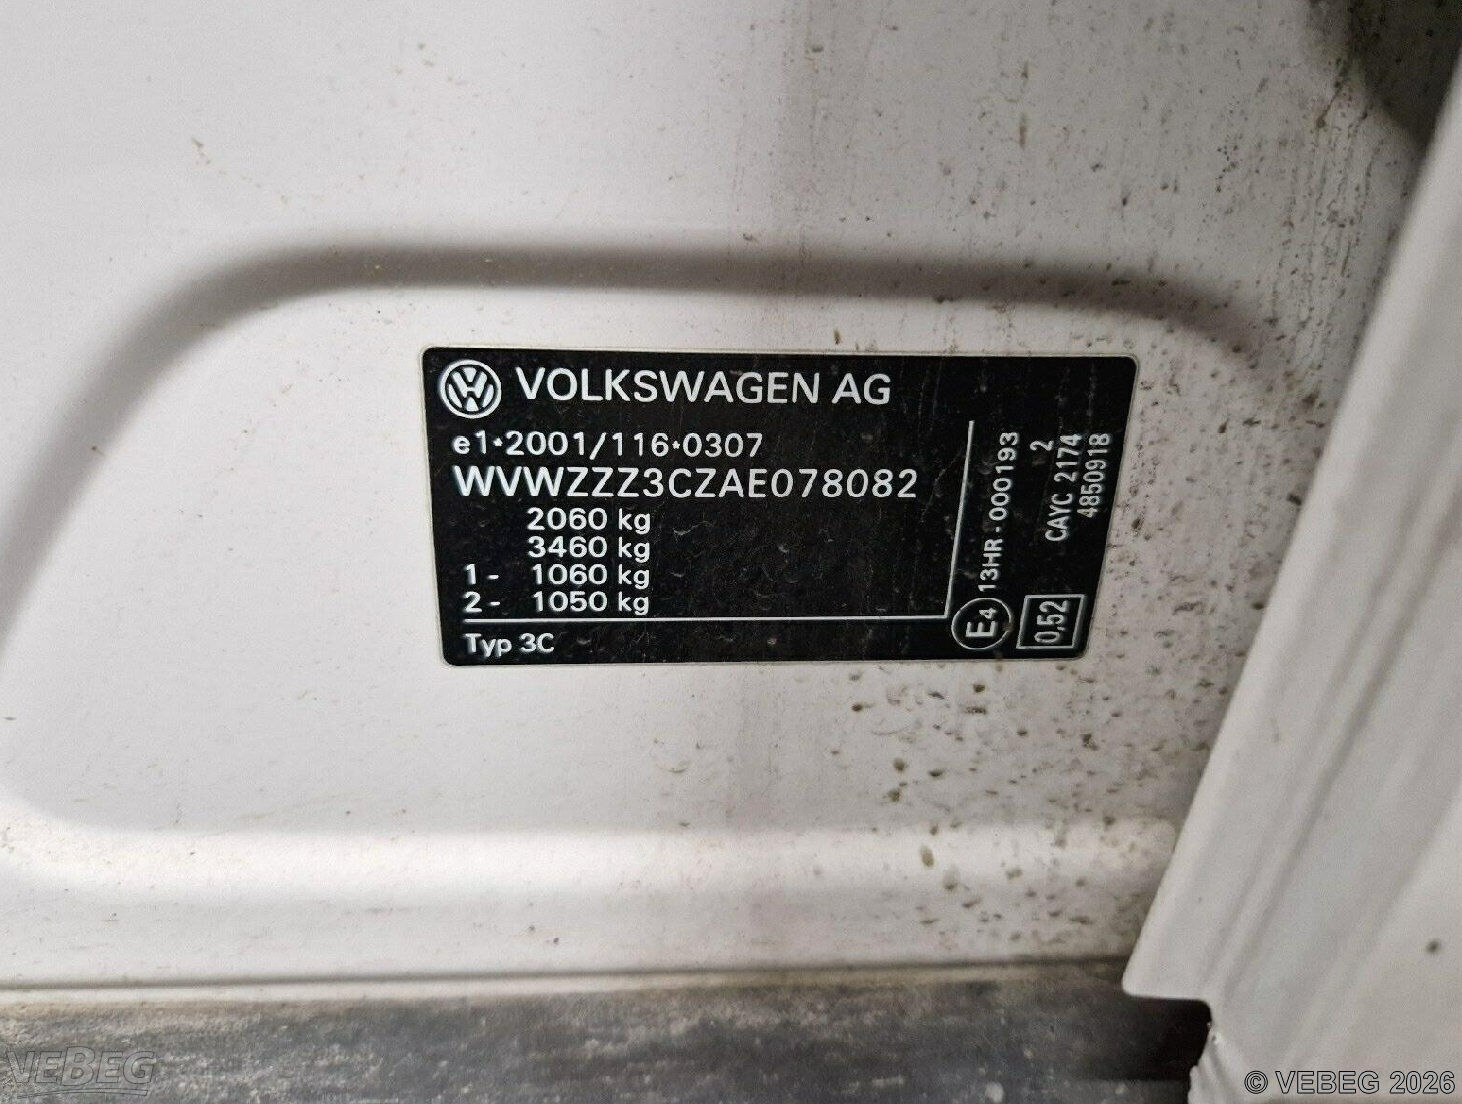 VOLKSWAGEN AG
e1*2001/116*0307
WVWZZZ3CZAE078082
2060 kg
3460 kg
1- 1060 kg
2- 1050 kg
Typ 3C
E4 13HR-000193
2
CAYC 2174
4850918
0,52
VEBEG
© VEBEG 2026